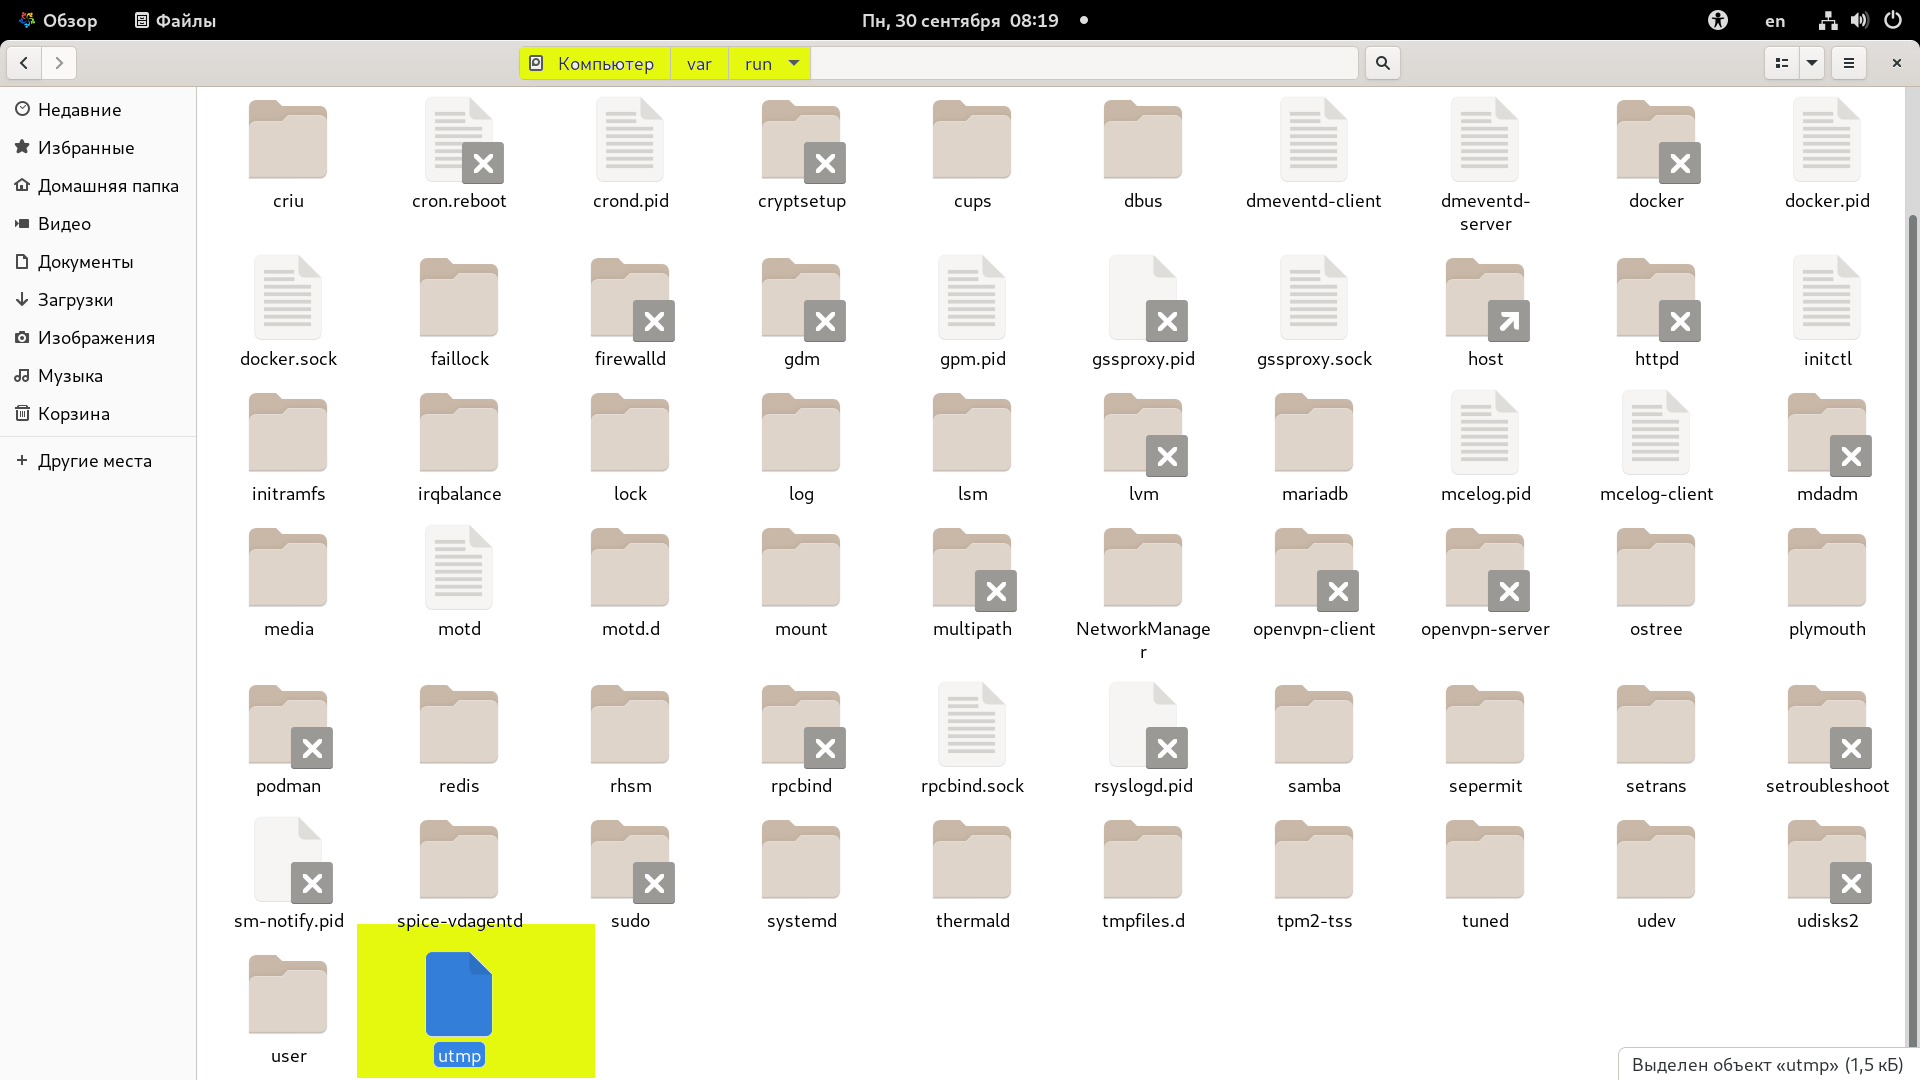 Обзор Файлы Пн, 30 сентября 08:19 en
Компьютер var run
Недавние
Избранные
Домашняя папка
Видео
Документы
Загрузки
Изображения
Музыка
Корзина
Другие места
criu cron.reboot crond.pid cryptsetup cups dbus dmeventd-client dmeventd- docker docker.pid
server
docker.sock faillock firewalld gdm gpm.pid gssproxy.pid gssproxy.sock host httpd initctl
initramfs irqbalance lock log lsm lvm mariadb mcelog.pid mcelog-client mdadm
media motd motd.d mount multipath NetworkManage openvpn-client openvpn-server ostree plymouth
r
podman redis rhsm rpcbind rpcbind.sock rsyslogd.pid samba sepermit setrans setroubleshoot
sm-notify.pid spice-vdagentd sudo systemd thermald tmpfiles.d tpm2-tss tuned udev udisks2
user utmp
Выделен объект «utmp» (1,5 кБ)